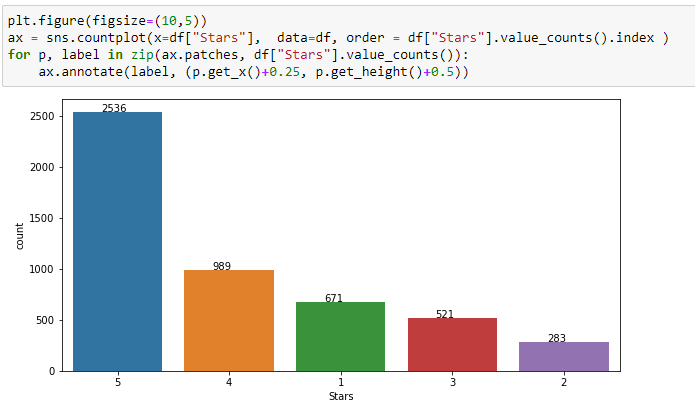 plt.figure(figsize=(10,5))
ax = sns.countplot(x=df["Stars"],  data=df, order = df["Stars"].value_counts().index )
for p, label in zip(ax.patches, df["Stars"].value_counts()):
    ax.annotate(label, (p.get_x()+0.25, p.get_height()+0.5))
2536
2500
2000
1500
count
1000
989
671
500
521
283
0
5 4 1 3 2
Stars